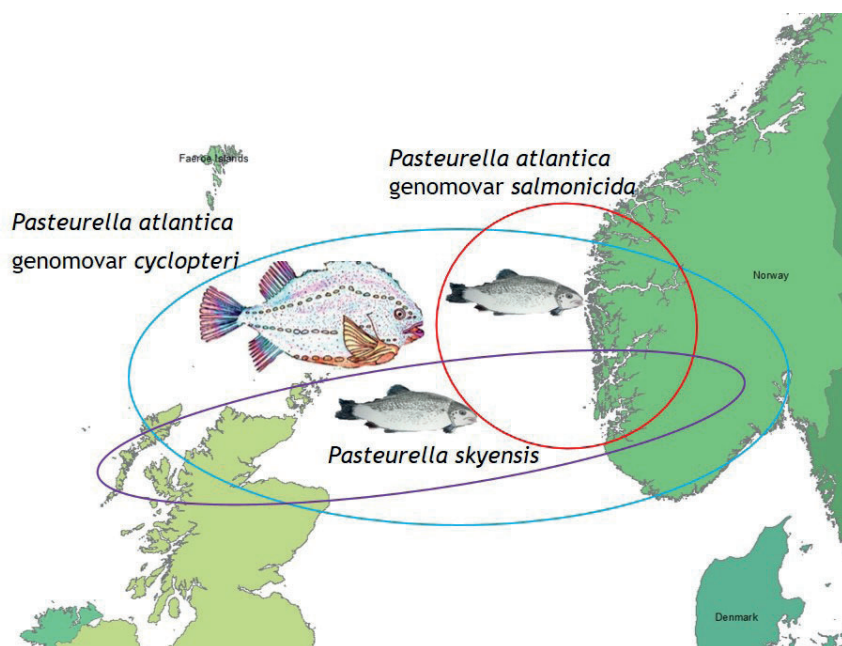 Faeroe Islands
Pasteurella atlantica
genomovar salmonicida
Pasteurella atlantica
genomovar cyclopteri
Norway
Pasteurella skyensis
Denmark